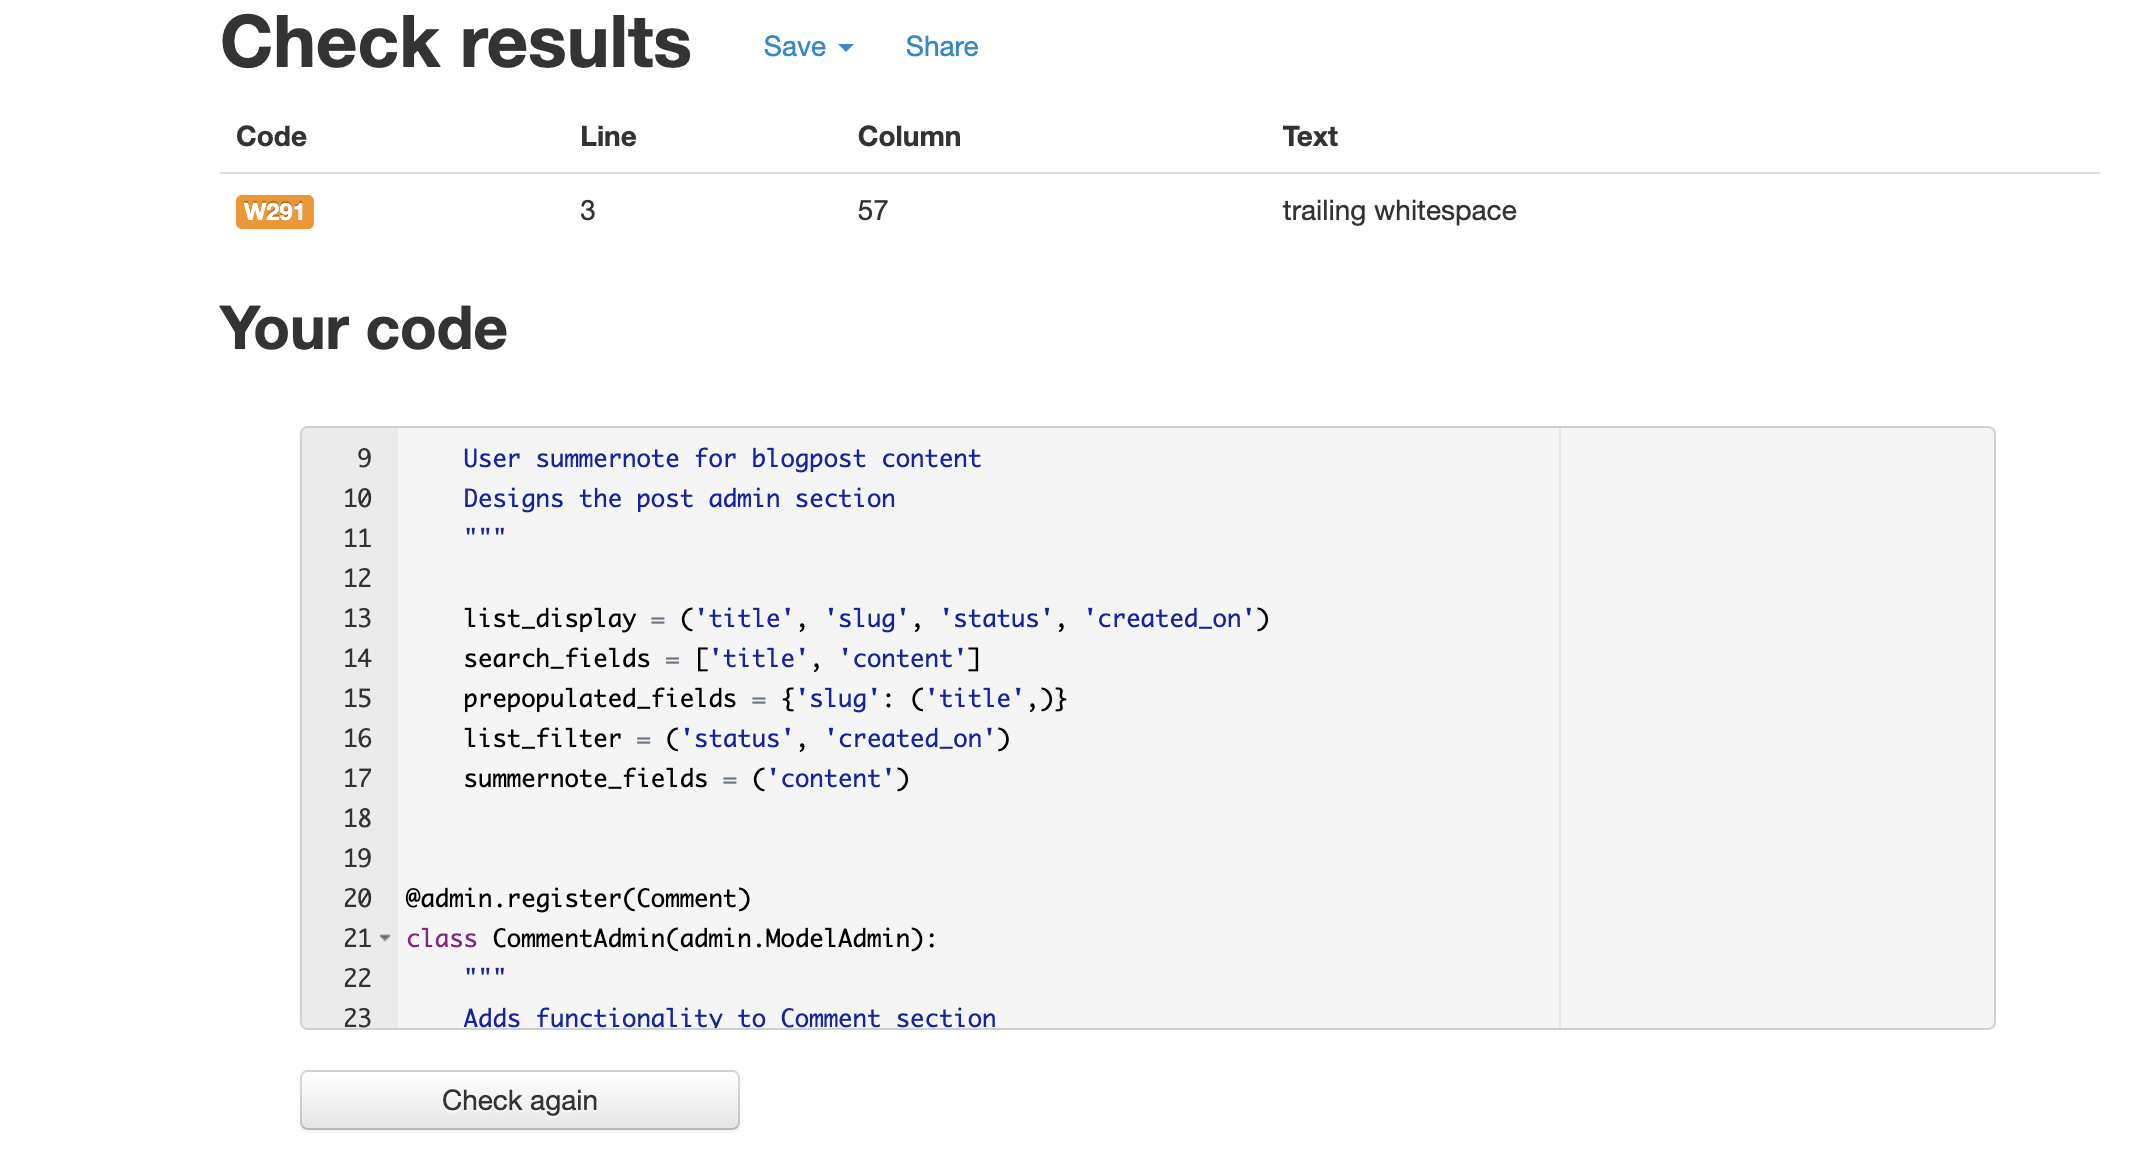 Check results Save Share
Code Line Column Text
W291 3 57 trailing whitespace
Your code
9 User summernote for blogpost content
10 Designs the post admin section
11 """
12
13 list_display = ('title', 'slug', 'status', 'created_on')
14 search_fields = ['title', 'content']
15 prepopulated_fields = {'slug': ('title',)}
16 list_filter = ('status', 'created_on')
17 summernote_fields = ('content')
18
19
20 @admin.register(Comment)
21 class CommentAdmin(admin.ModelAdmin):
22 """
23 Adds functionality to Comment section
Check again